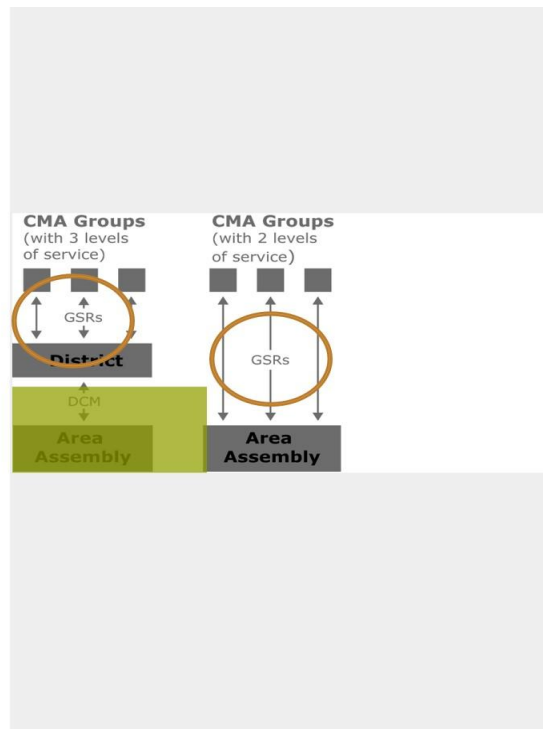 CMA Groups
(with 3 levels
of service)
GSRs
District
DCM
Area
Assembly
CMA Groups
(with 2 levels
of service)
GSRs
Area
Assembly